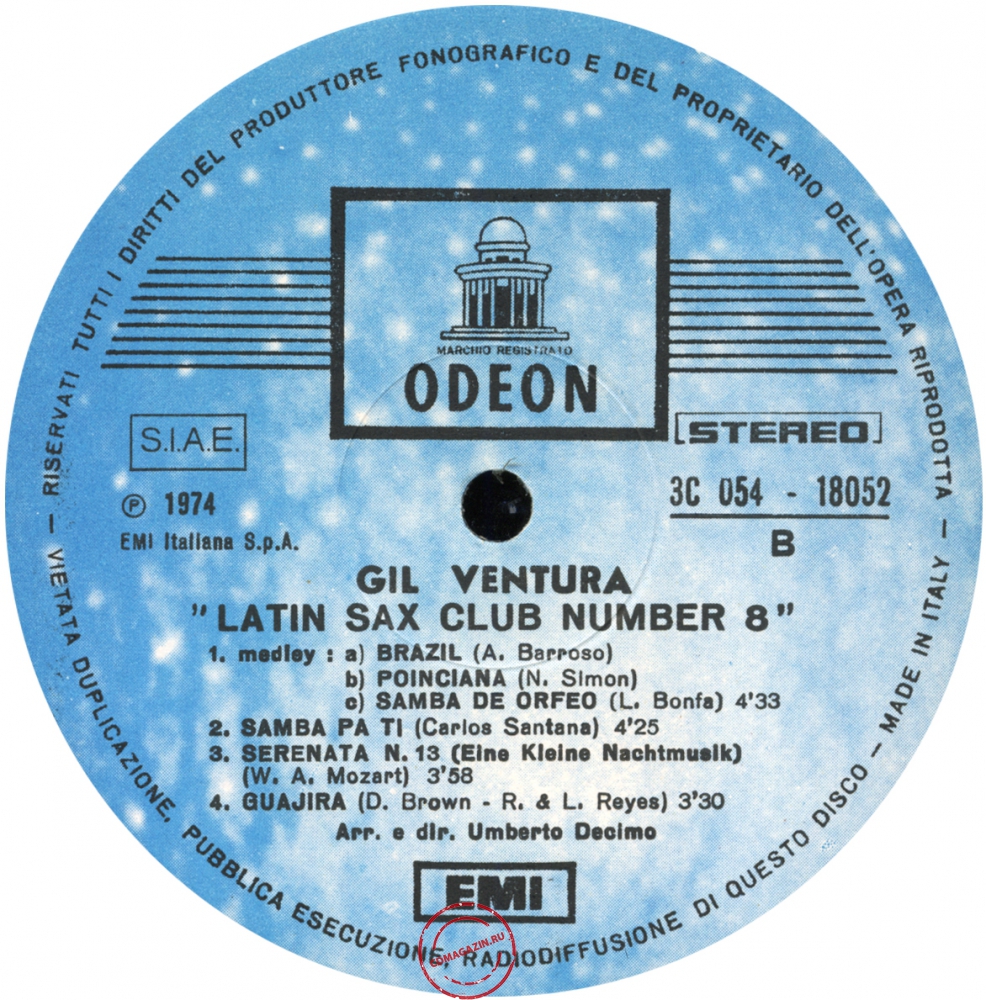 RISERVATI TUTTI I DIRITTI DEL PRODUTTORE FONOGRAFICO E DEL PROPRIETARIO DELL'OPERA RIPRODOTTA —
— VIETATA DUPLICAZIONE, PUBBLICA ESECUZIONE, RADIODIFFUSIONE DI QUESTO DISCO — MADE IN ITALY —
MARCHIO REGISTRATO
ODEON
S.I.A.E.
STEREO
Ⓟ 1974
3C 054 - 18052
EMI Italiana S.p.A.
B
GIL VENTURA
"LATIN SAX CLUB NUMBER 8"
1. medley : a) BRAZIL (A. Barroso)
b) POINCIANA (N. Simon)
c) SAMBA DE ORFEO (L. Bonfa) 4'33
2. SAMBA PA TI (Carlos Santana) 4'25
3. SERENATA N. 13 (Eine Kleine Nachtmusik)
(W. A. Mozart) 3'58
4. GUAJIRA (D. Brown - R. & L. Reyes) 3'30
Arr. e dir. Umberto Decimo
EMI
COMAGAZIN.RU